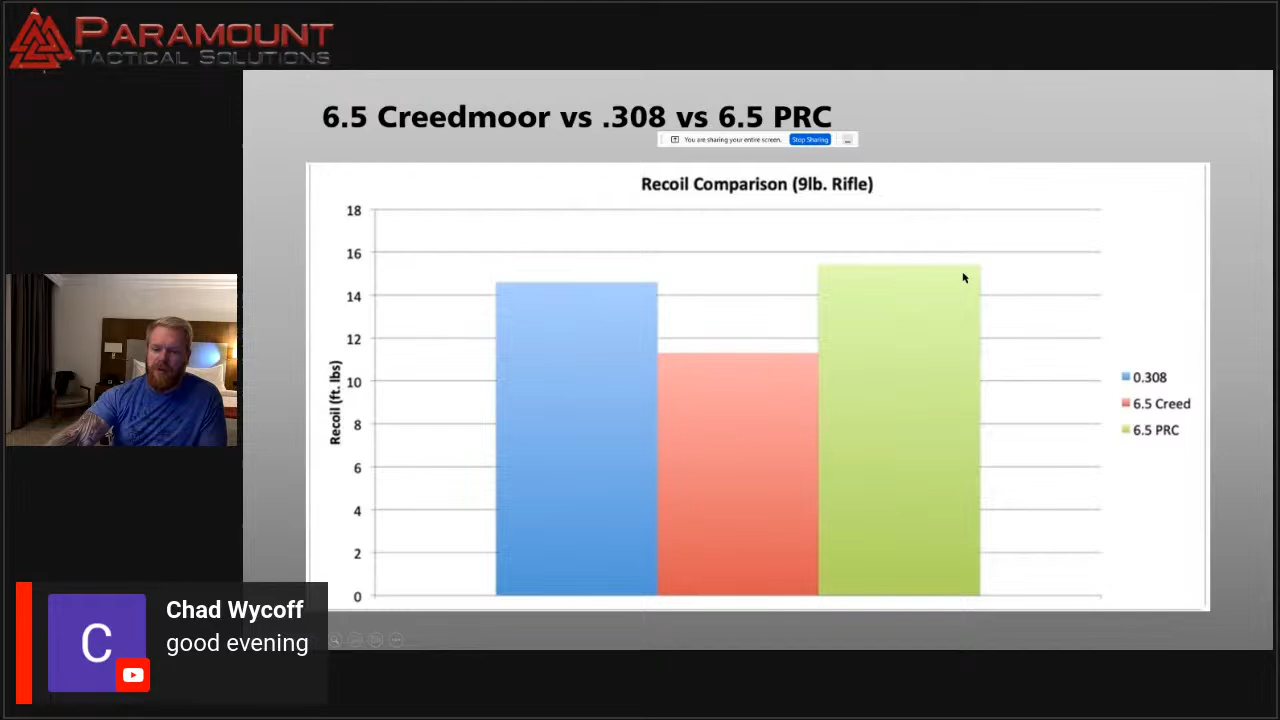 PARAMOUNT
TACTICAL SOLUTIONS
6.5 Creedmoor vs .308 vs 6.5 PRC
You are sharing your entire screen. Stop Sharing
Recoil Comparison (9lb. Rifle)
Recoil (ft. lbs)
18
16
14
12
10
8
6
4
2
0
0.308
6.5 Creed
6.5 PRC
C
Chad Wycoff
good evening